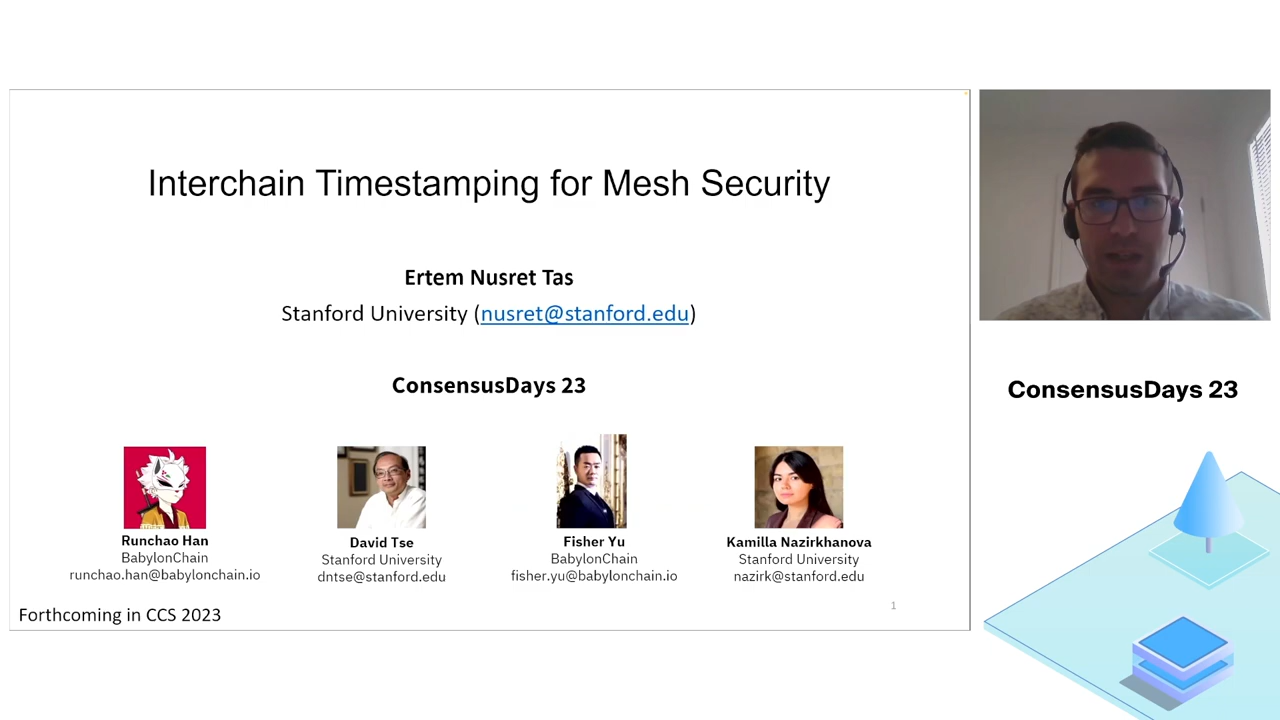 Interchain Timestamping for Mesh Security
Ertem Nusret Tas
Stanford University (nusret@stanford.edu)
ConsensusDays 23
Runchao Han
BabylonChain
runchao.han@babylonchain.io
David Tse
Stanford University
dntse@stanford.edu
Fisher Yu
BabylonChain
fisher.yu@babylonchain.io
Kamilla Nazirkhanova
Stanford University
nazirk@stanford.edu
Forthcoming in CCS 2023
1
ConsensusDays 23